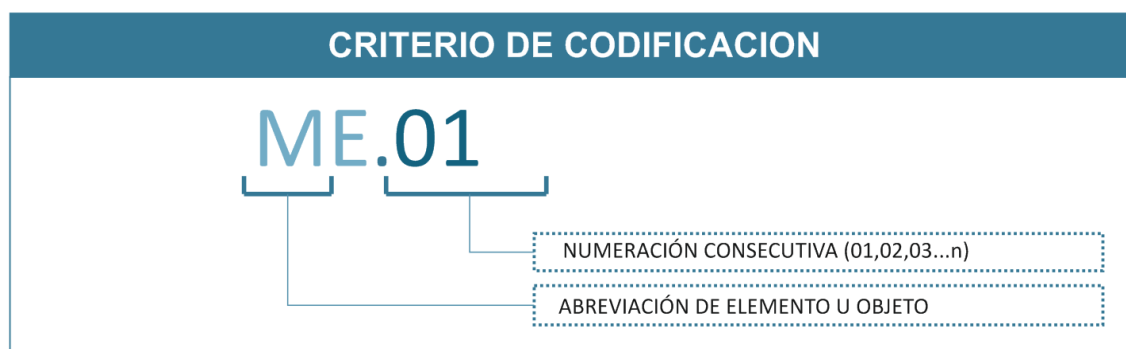 CRITERIO DE CODIFICACION
ME.01
NUMERACIÓN CONSECUTIVA (01,02,03...n)
ABREVIACIÓN DE ELEMENTO U OBJETO